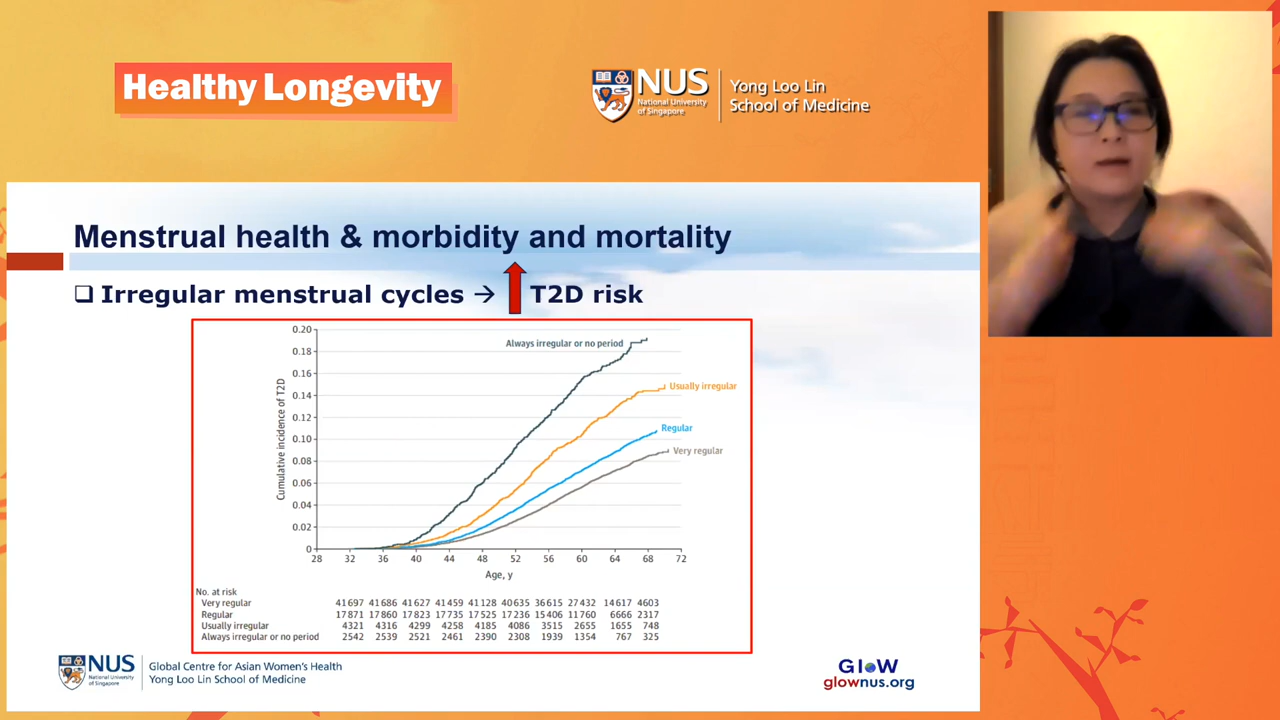 Healthy Longevity
NUS
National University
of Singapore
Yong Loo Lin
School of Medicine
Menstrual health & morbidity and mortality
❑ Irregular menstrual cycles → T2D risk
0.20
0.18
0.16
0.14
0.12
0.10
0.08
0.06
0.04
0.02
0
Cumulative incidence of T2D
Always irregular or no period
Usually irregular
Regular
Very regular
28 32 36 40 44 48 52 56 60 64 68 72
Age, y
No. at risk
Very regular 41697 41686 41627 41459 41128 40635 36615 27432 14617 4603
Regular 17871 17860 17823 17735 17525 17236 15406 11760 6666 2317
Usually irregular 4321 4316 4299 4258 4185 4086 3515 2655 1655 748
Always irregular or no period 2542 2539 2521 2461 2390 2308 1939 1354 767 325
NUS
National University
of Singapore
Global Centre for Asian Women's Health
Yong Loo Lin School of Medicine
GloW
glownus.org